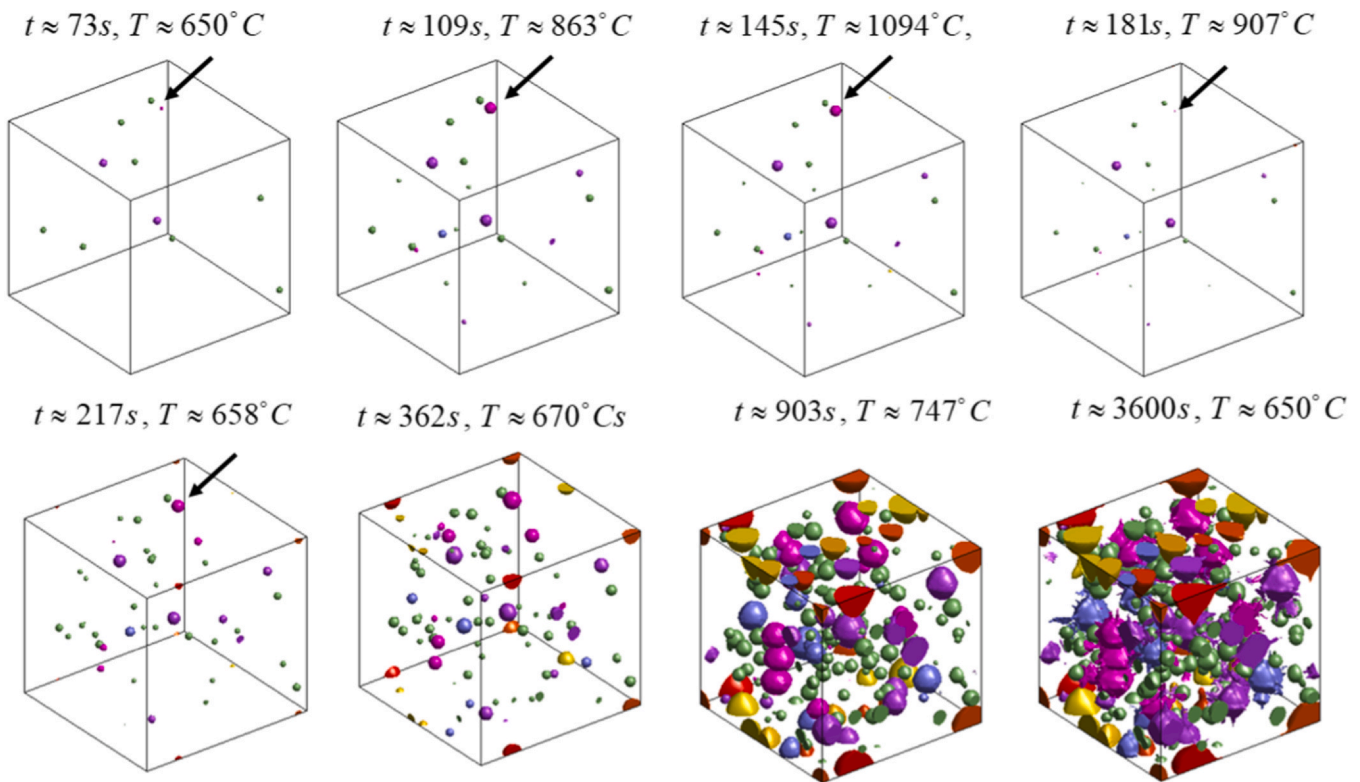 t ≈ 73s, T ≈ 650°C
t ≈ 109s, T ≈ 863°C
t ≈ 145s, T ≈ 1094°C,
t ≈ 181s, T ≈ 907°C
t ≈ 217s, T ≈ 658°C
t ≈ 362s, T ≈ 670°Cs
t ≈ 903s, T ≈ 747°C
t ≈ 3600s, T ≈ 650°C